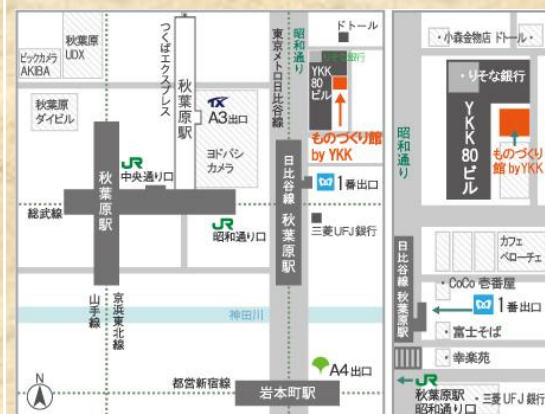 ビックカメラ
AKIBA
秋葉原
UDX
秋葉原
ダイビル
つくばエクスプレス
秋葉原駅
TX
A3出口
ヨドバシ
カメラ
JR
中央通り口
秋葉原駅
総武線
JR
昭和通り口
山手線
京浜東北線
神田川
都営新宿線
岩本町駅
A4出口
N
東京メトロ日比谷線
昭和通り
ドトール
りそな銀行
YKK
80
ビル
ものづくり館
by YKK
日比谷線 秋葉原駅
1番出口
三菱UFJ銀行
・小森金物店
ドトール・
・りそな銀行
YKK80ビル
ものづくり
館 by YKK
昭和通り
カフェ
ベローチェ
日比谷線 秋葉原駅
・CoCo 壱番屋
1番出口
・富士そば
・幸楽苑
JR
秋葉原駅
昭和通り口
・三菱UFJ銀行